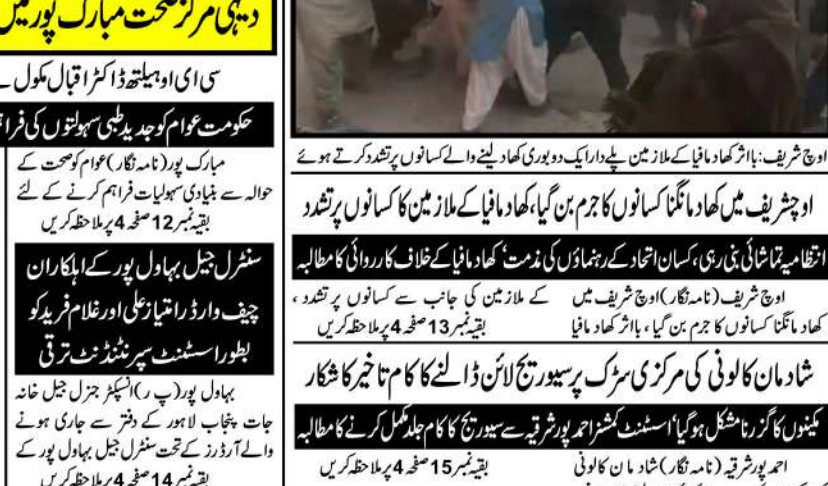 اوچ شریف: بااثر کھاد مافیا کے ملازمین پلے دار ایک دو بوری کھاد لینے والے کسانوں پر تشدد کرتے ہوئے
اوچشریف میں کھاد مانگنا کسانوں کا جرم بن گیا، کھاد مافیا کے ملازمین کا کسانوں پر تشدد
انتظامیہ تماشائی بنی رہی، کسان اتحاد کے رہنماؤں کی مذمت‘ کھاد مافیا کے خلاف کارروائی کا مطالبہ
اوچ شریف (نامہ نگار) اوچ شریف میں
کھاد مانگنا کسانوں کا جرم بن گیا، بااثر کھاد مافیا
کے ملازمین کی جانب سے کسانوں پر تشدد،
بقیہ نمبر 13 صفحہ 4 پر ملاحظہ کریں
شادمان کالونی کی مرکزی سڑک پر سیوریج لائن ڈالنے کا کام تاخیر کا شکار
مکینوں کا گزرنا مشکل ہو گیا‘ اسسٹنٹ کمشنر احمد پور شرقیہ سے سیوریج کا کام جلد مکمل کرنے کا مطالبہ
احمد پور شرقیہ (نامہ نگار) شادمان کالونی
بقیہ نمبر 15 صفحہ 4 پر ملاحظہ کریں
دیہی مرکز صحت مبارک پور میں
سی ای او ہیلتھ ڈاکٹر اقبال مکول
حکومت عوام کو جدید طبی سہولتوں کی
مبارک پور (نامہ نگار) عوام کو صحت کے
حوالہ سے بنیادی سہولیات فراہم کرنے کے لئے
بقیہ نمبر 12 صفحہ 4 پر ملاحظہ کریں
سنٹرل جیل بہاول پور کے اہلکاران
چیف وارڈر امتیاز علی اور غلام فرید کو
بطور اسسٹنٹ سپرنٹنڈنٹ ترقی
بہاول پور (پ ر) انسپکٹر جنرل جیل خانہ
جات پنجاب لاہور کے دفتر سے جاری ہونے
والے آرڈرز کے تحت سنٹرل جیل بہاول پور کے
بقیہ نمبر 14 صفحہ 4 پر ملاحظہ کریں